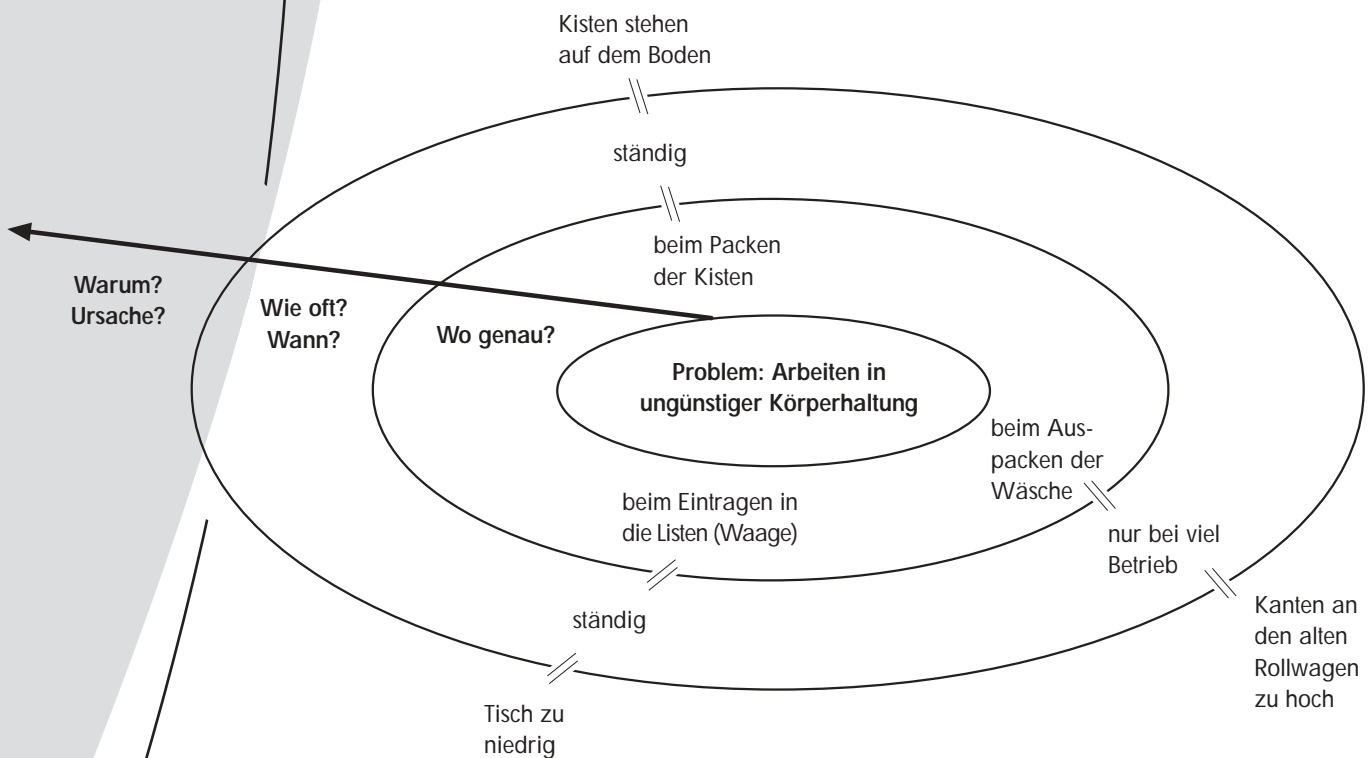 Kisten stehen
auf dem Boden
ständig
beim Packen
der Kisten
Warum?
Ursache?
Wie oft?
Wann?
Wo genau?
Problem: Arbeiten in
ungünstiger Körperhaltung
beim Aus-
packen der
Wäsche
beim Eintragen in
die Listen (Waage)
nur bei viel
Betrieb
ständig
Kanten an
den alten
Rollwagen
zu hoch
Tisch zu
niedrig